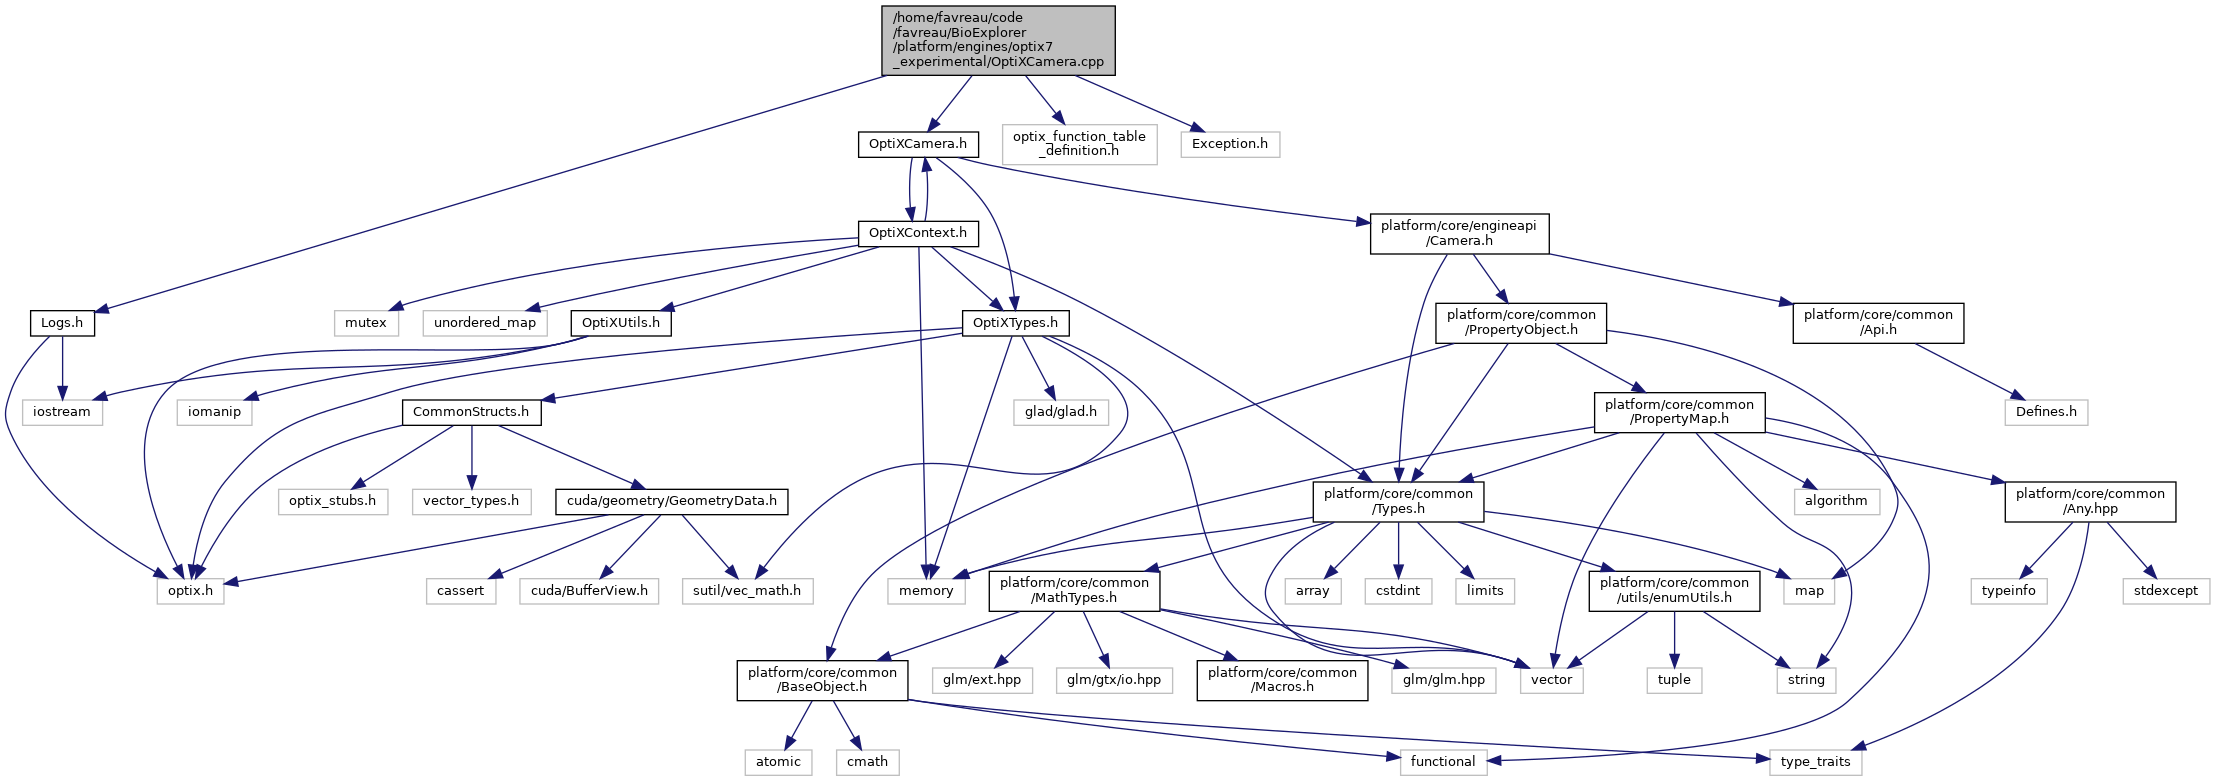 /home/favreau/code
/favreau/BioExplorer
/platform/engines/optix7
_experimental/OptiXCamera.cpp
OptiXCamera.h
optix_function_table
_definition.h
Exception.h
OptiXContext.h
platform/core/engineapi
/Camera.h
Logs.h
mutex
unordered_map
OptiXUtils.h
OptiXTypes.h
platform/core/common
/PropertyObject.h
platform/core/common
/Api.h
iostream
iomanip
CommonStructs.h
glad/glad.h
platform/core/common
/PropertyMap.h
Defines.h
optix_stubs.h
vector_types.h
cuda/geometry/GeometryData.h
platform/core/common
/Types.h
algorithm
platform/core/common
/Any.hpp
optix.h
cassert
cuda/BufferView.h
sutil/vec_math.h
memory
platform/core/common
/MathTypes.h
array
cstdint
limits
platform/core/common
/utils/enumUtils.h
map
typeinfo
stdexcept
platform/core/common
/BaseObject.h
glm/ext.hpp
glm/gtx/io.hpp
platform/core/common
/Macros.h
glm/glm.hpp
vector
tuple
string
atomic
cmath
functional
type_traits